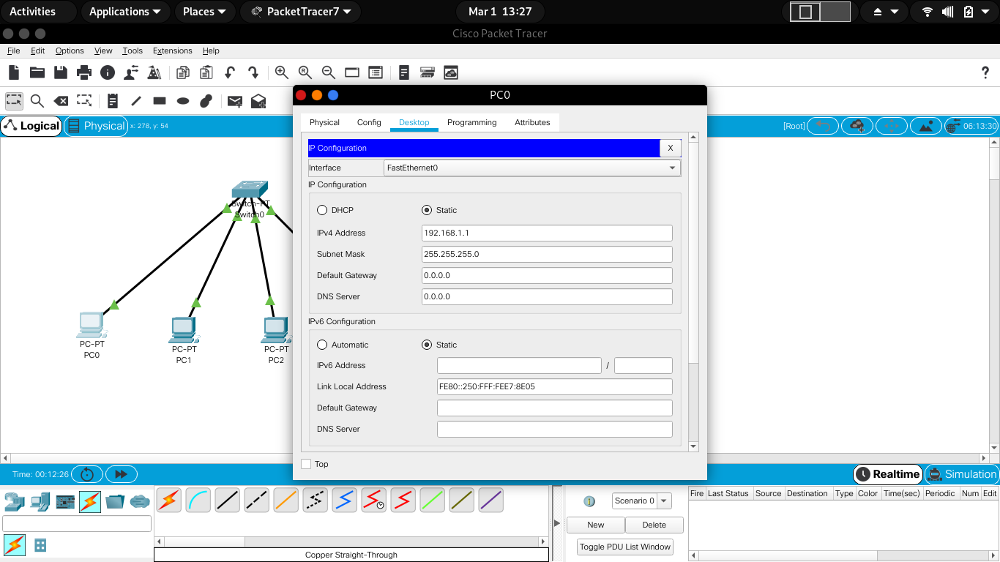 Activities Applications Places PacketTracer7 Mar 1 13:27
Cisco Packet Tracer
File Edit Options View Tools Extensions Help
?
PC0
Logical Physical x: 278, y: 54 [Root] 06:13:30
Physical Config Desktop Programming Attributes
IP Configuration X
Interface FastEthernet0
IP Configuration
DHCP Static
IPv4 Address 192.168.1.1
Subnet Mask 255.255.255.0
Default Gateway 0.0.0.0
DNS Server 0.0.0.0
IPv6 Configuration
Automatic Static
IPv6 Address /
Link Local Address FE80::250:FFF:FEE7:8E05
Default Gateway
DNS Server
Top
Switch-PT
Switch0
PC-PT
PC0
PC-PT
PC1
PC-PT
PC2
Time: 00:12:26 Realtime Simulation
Scenario 0
New Delete
Toggle PDU List Window
Fire Last Status Source Destination Type Color Time(sec) Periodic Num Edit
Copper Straight-Through